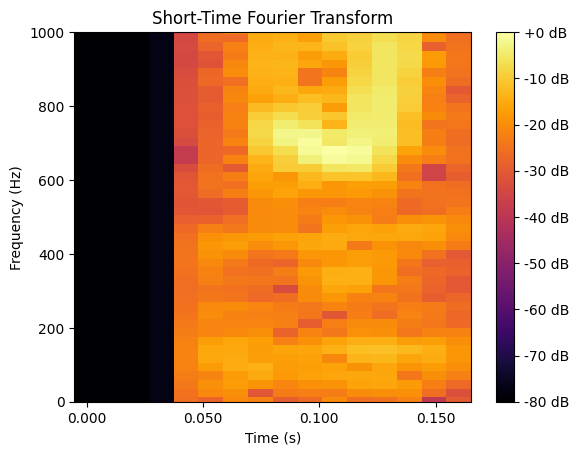 Short-Time Fourier Transform
1000
800
600
400
200
0
Frequency (Hz)
0.000
0.050
0.100
0.150
Time (s)
+0 dB
-10 dB
-20 dB
-30 dB
-40 dB
-50 dB
-60 dB
-70 dB
-80 dB